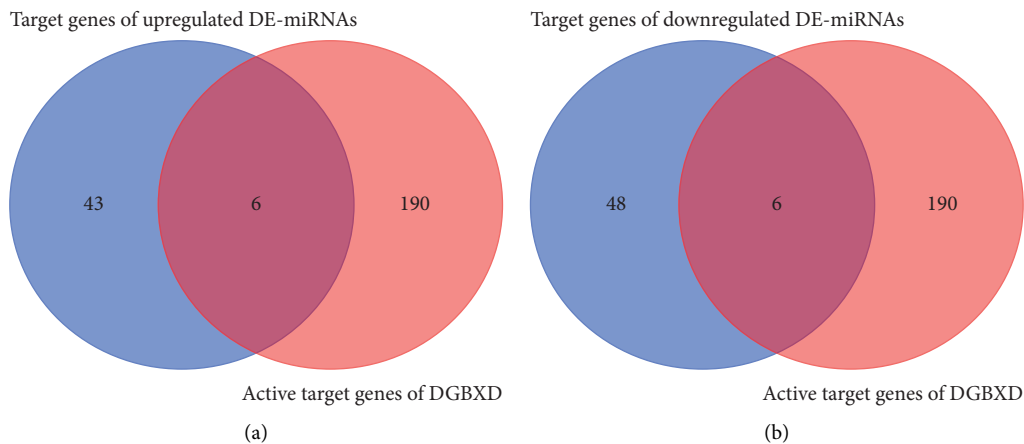 Target genes of upregulated DE-miRNAs
43
6
190
Active target genes of DGBXD
(a)
Target genes of downregulated DE-miRNAs
48
6
190
Active target genes of DGBXD
(b)